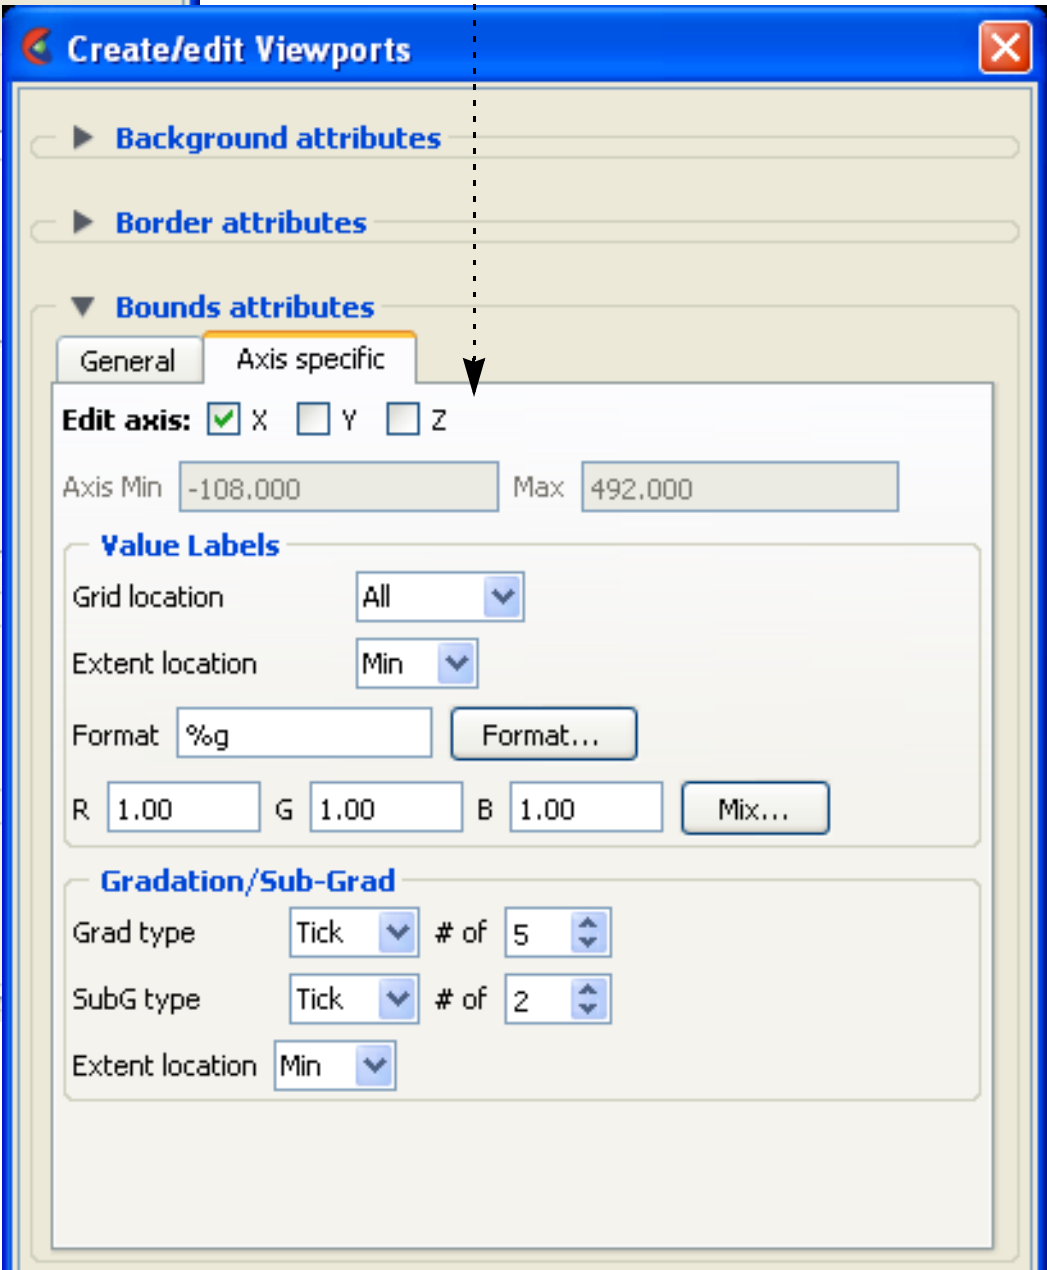 Create/edit Viewports
Background attributes
Border attributes
Bounds attributes
General Axis specific
Edit axis: X Y Z
Axis Min -108.000 Max 492.000
Value Labels
Grid location All
Extent location Min
Format %g Format...
R 1.00 G 1.00 B 1.00 Mix...
Gradation/Sub-Grad
Grad type Tick # of 5
SubG type Tick # of 2
Extent location Min